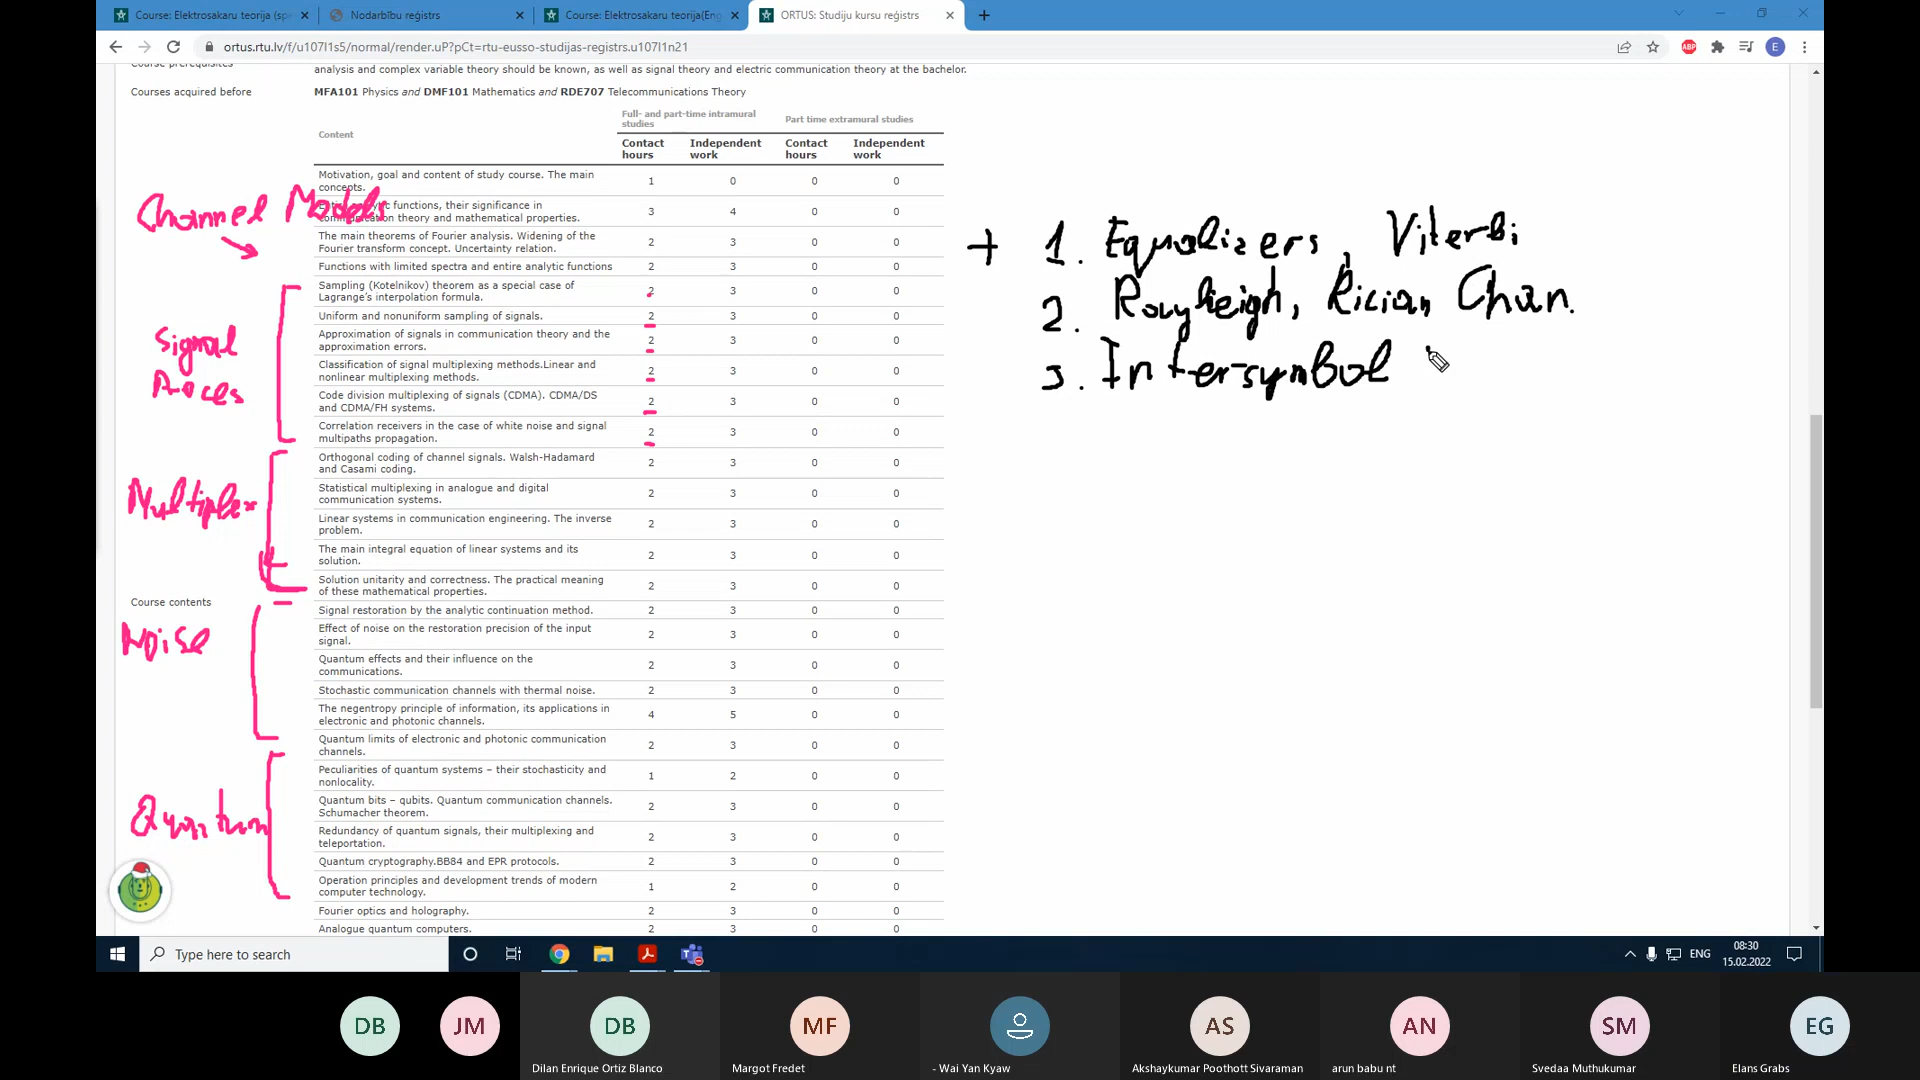 Course: Elektrosakaru teorija (spe
Nodarbību reģistrs
Course: Elektrosakaru teorija(Eng
ORTUS: Studiju kursu reģistrs
ortus.rtu.lv/f/u107l1s5/normal/render.uP?pCt=rtu-eusso-studijas-registrs.u107l1n21
ABP
E
Course prerequisites
analysis and complex variable theory should be known, as well as signal theory and electric communication theory at the bachelor.
Courses acquired before
MFA101 Physics and DMF101 Mathematics and RDE707 Telecommunications Theory
Content
Full- and part-time intramural studies
Part time extramural studies
Contact hours
Independent work
Contact hours
Independent work
Motivation, goal and content of study course. The main concepts. 1 0 0 0
Entire analytic functions, their significance in communication theory and mathematical properties. 3 4 0 0
The main theorems of Fourier analysis. Widening of the Fourier transform concept. Uncertainty relation. 2 3 0 0
Functions with limited spectra and entire analytic functions 2 3 0 0
Sampling (Kotelnikov) theorem as a special case of Lagrange's interpolation formula. 2 3 0 0
Uniform and nonuniform sampling of signals. 2 3 0 0
Approximation of signals in communication theory and the approximation errors. 2 3 0 0
Classification of signal multiplexing methods.Linear and nonlinear multiplexing methods. 2 3 0 0
Code division multiplexing of signals (CDMA). CDMA/DS and CDMA/FH systems. 2 3 0 0
Correlation receivers in the case of white noise and signal multipaths propagation. 2 3 0 0
Orthogonal coding of channel signals. Walsh-Hadamard and Casami coding. 2 3 0 0
Statistical multiplexing in analogue and digital communication systems. 2 3 0 0
Linear systems in communication engineering. The inverse problem. 2 3 0 0
The main integral equation of linear systems and its solution. 2 3 0 0
Solution unitarity and correctness. The practical meaning of these mathematical properties. 2 3 0 0
Signal restoration by the analytic continuation method. 2 3 0 0
Effect of noise on the restoration precision of the input signal. 2 3 0 0
Quantum effects and their influence on the communications. 2 3 0 0
Stochastic communication channels with thermal noise. 2 3 0 0
The negentropy principle of information, its applications in electronic and photonic channels. 4 5 0 0
Quantum limits of electronic and photonic communication channels. 2 3 0 0
Peculiarities of quantum systems – their stochasticity and nonlocality. 1 2 0 0
Quantum bits – qubits. Quantum communication channels. Schumacher theorem. 2 3 0 0
Redundancy of quantum signals, their multiplexing and teleportation. 2 3 0 0
Quantum cryptography.BB84 and EPR protocols. 2 3 0 0
Operation principles and development trends of modern computer technology. 1 2 0 0
Fourier optics and holography. 2 3 0 0
Analogue quantum computers. 2 3 0 0
Course contents
Channel Models
Signal
Proces
Multiplex
Noise
Quantum
+ 1. Equalizers, Viterbi
2. Rayleigh, Rician Chan.
3. Intersymbol
Type here to search
ENG
08:30
15.02.2022
DB
JM
DB
MF
AS
AN
SM
EG
Dilan Enrique Ortiz Blanco
Margot Fredet
- Wai Yan Kyaw
Akshaykumar Poothott Sivaraman
arun babu nt
Svedaa Muthukumar
Elans Grabs